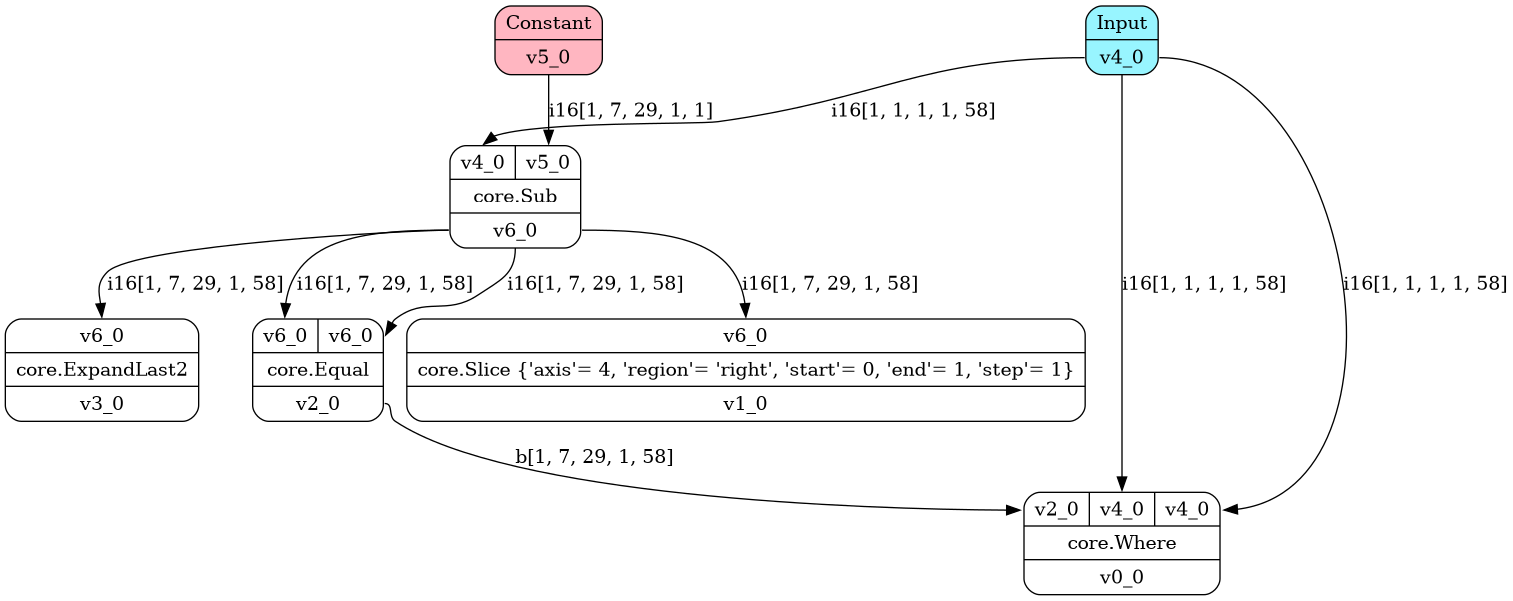 Constant
v5_0
Input
v4_0
i16[1, 7, 29, 1, 1]
i16[1, 1, 1, 1, 58]
v4_0 v5_0
core.Sub
v6_0
i16[1, 7, 29, 1, 58]
i16[1, 7, 29, 1, 58]
i16[1, 7, 29, 1, 58]
i16[1, 7, 29, 1, 58]
i16[1, 1, 1, 1, 58]
i16[1, 1, 1, 1, 58]
v6_0
core.ExpandLast2
v3_0
v6_0 v6_0
core.Equal
v2_0
v6_0
core.Slice {'axis'= 4, 'region'= 'right', 'start'= 0, 'end'= 1, 'step'= 1}
v1_0
b[1, 7, 29, 1, 58]
v2_0 v4_0 v4_0
core.Where
v0_0